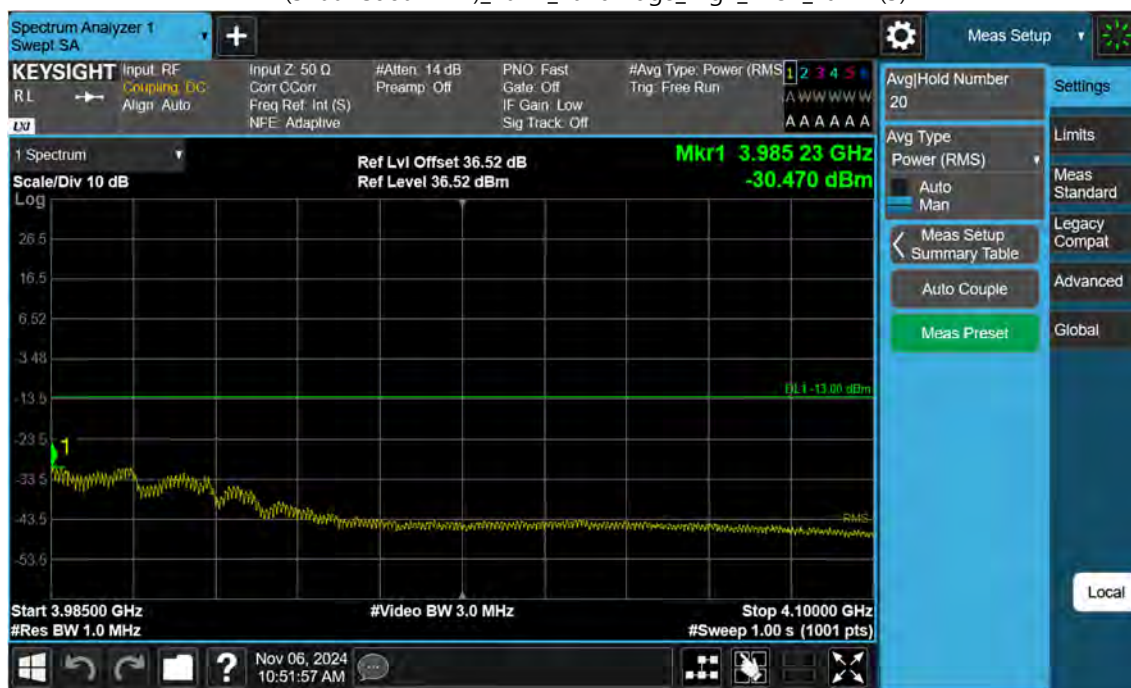 Spectrum Analyzer 1
Swept SA
+
Meas Setup
KEYSIGHT
RL
LXI
Input: RF
Coupling: DC
Align: Auto
Input Z: 50 Ω
Corr CCorr
Freq Ref: Int (S)
NFE: Adaptive
#Atten: 14 dB
Preamp: Off
PNO: Fast
Gate: Off
IF Gain: Low
Sig Track: Off
#Avg Type: Power (RMS
Trig: Free Run
1 2 3 4 5 6
A W W W W W
A A A A A A
1 Spectrum
Scale/Div 10 dB
Log
Ref Lvl Offset 36.52 dB
Ref Level 36.52 dBm
Mkr1 3.985 23 GHz
-30.470 dBm
26.5
16.5
6.52
-3.48
-13.5
-23.5
-33.5
-43.5
-53.5
DL1 -13.00 dBm
1
RMS
Start 3.98500 GHz
#Res BW 1.0 MHz
#Video BW 3.0 MHz
Stop 4.10000 GHz
#Sweep 1.00 s (1001 pts)
Avg|Hold Number
20
Avg Type
Power (RMS)
Auto
Man
Meas Setup
Summary Table
Auto Couple
Meas Preset
Settings
Limits
Meas
Standard
Legacy
Compat
Advanced
Global
Local
?
Nov 06, 2024
10:51:57 AM